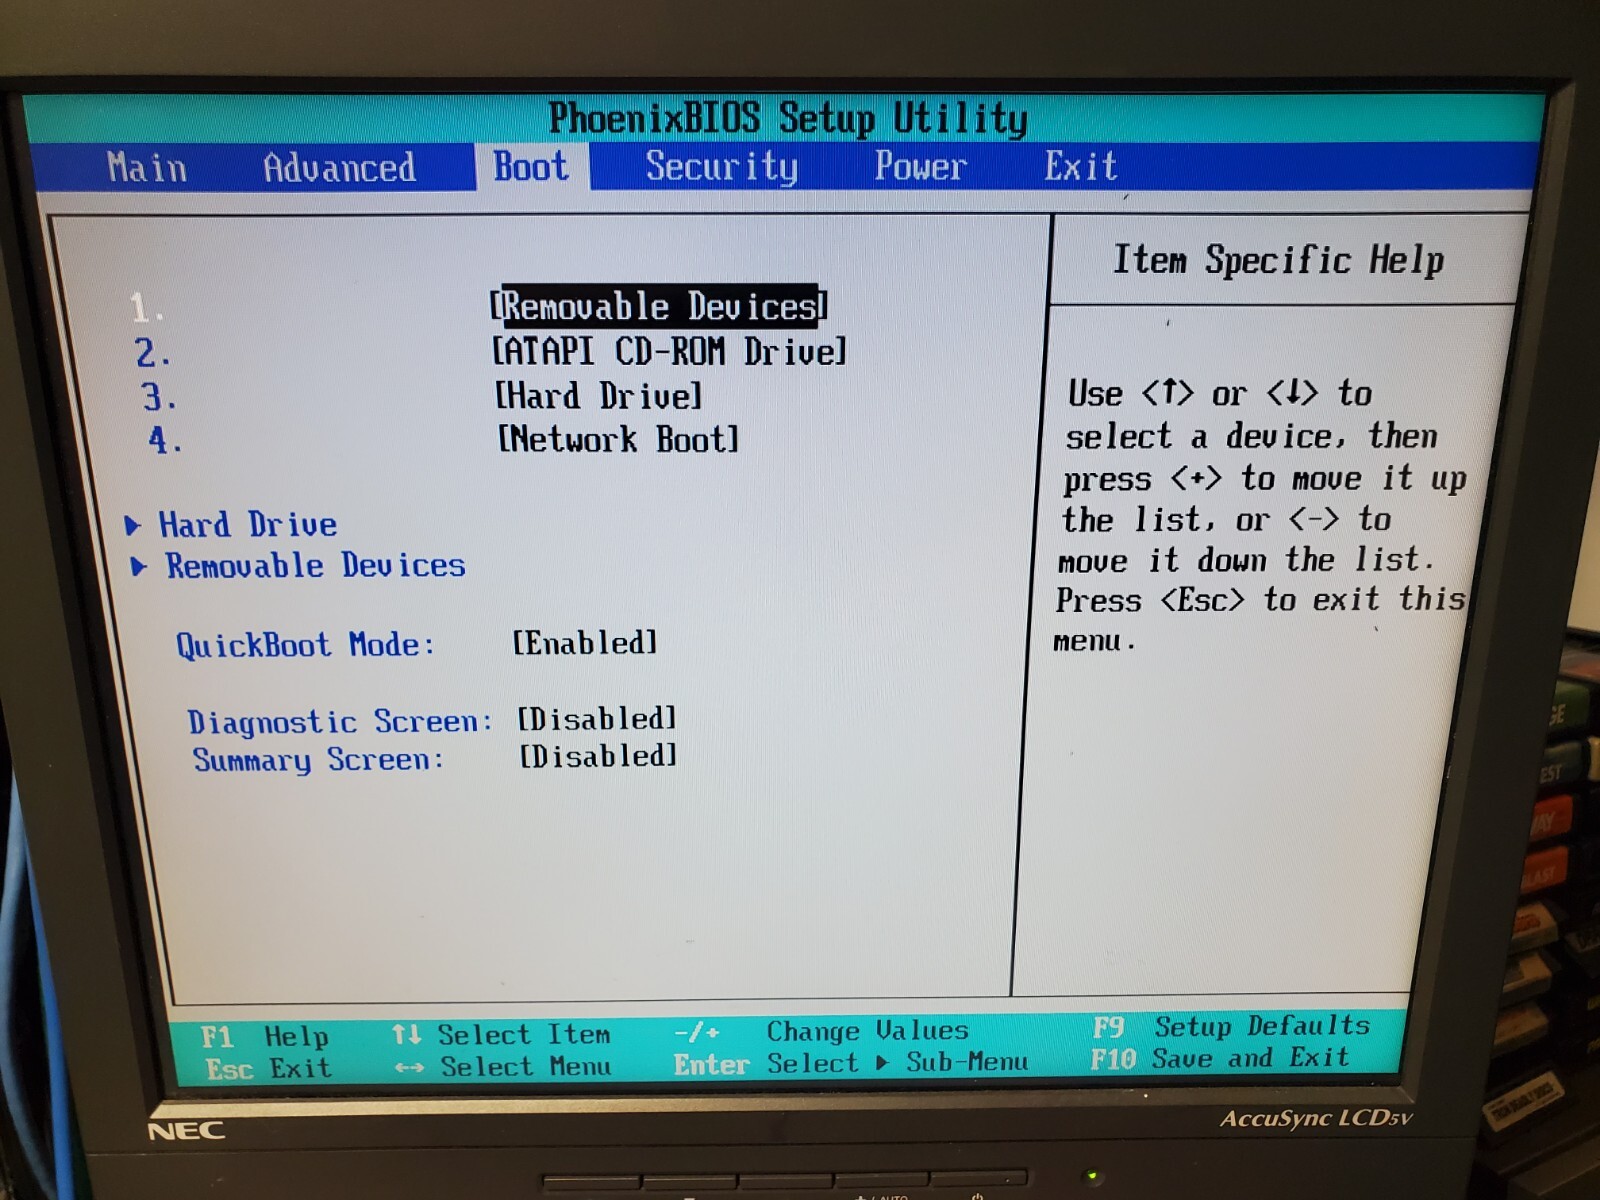 PhoenixBIOS Setup Utility
Main Advanced Boot Security Power Exit
Item Specific Help
1. [Removable Devices]
2. [ATAPI CD-ROM Drive]
3. [Hard Drive]
4. [Network Boot]
▶ Hard Drive
▶ Removable Devices
QuickBoot Mode: [Enabled]
Diagnostic Screen: [Disabled]
Summary Screen: [Disabled]
Use <↑> or <↓> to
select a device, then
press <+> to move it up
the list, or <-> to
move it down the list.
Press <Esc> to exit this
menu.
F1 Help ↑↓ Select Item -/+ Change Values F9 Setup Defaults
Esc Exit ↔ Select Menu Enter Select ▶ Sub-Menu F10 Save and Exit
NEC
AccuSync LCD5V